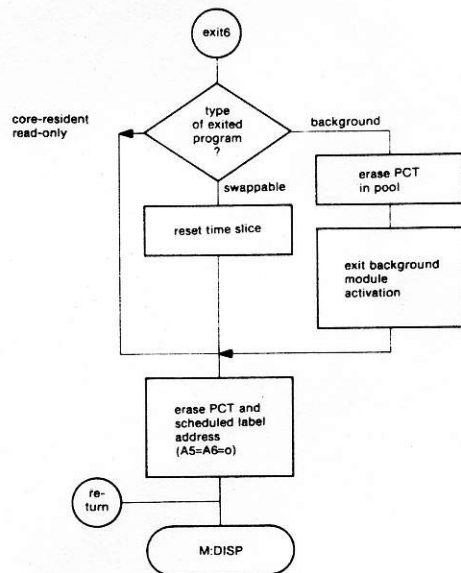 exit6
core-resident
read-only
type
of exited
program
?
background
swappable
erase PCT
in pool
reset time slice
exit background
module
activation
erase PCT and
scheduled label
address
(A5=A6=o)
re-
turn
M:DISP